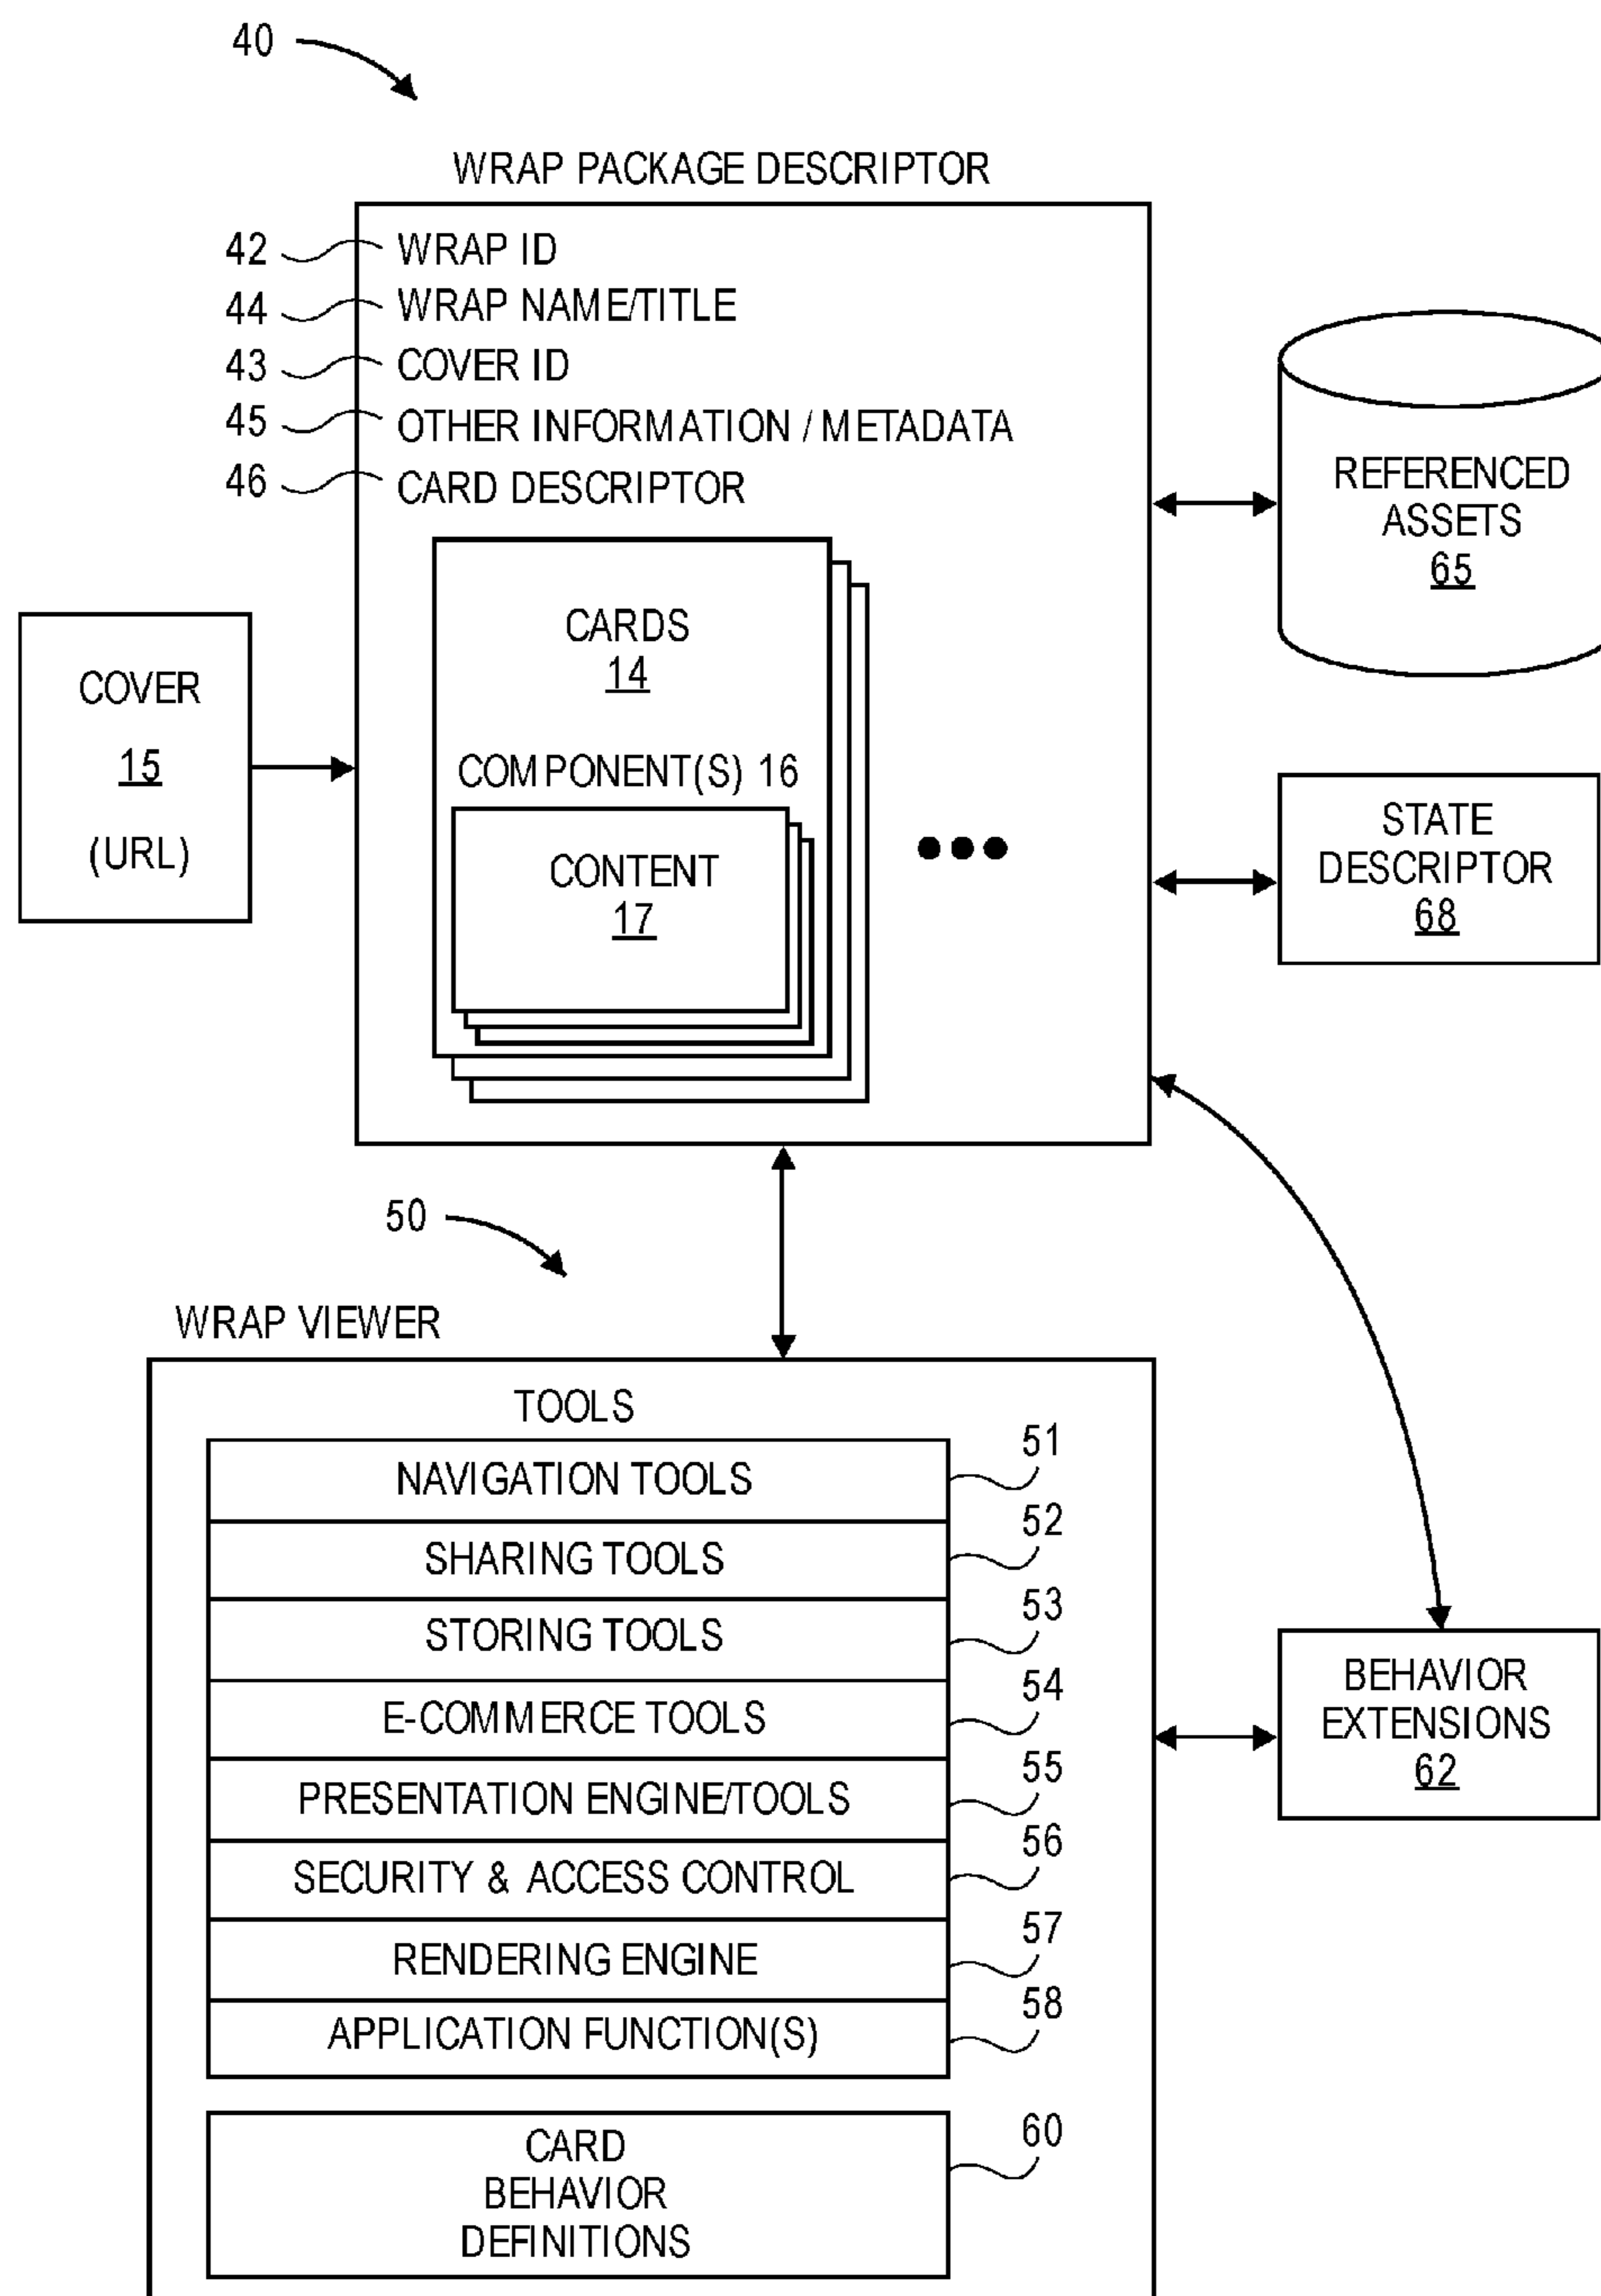 40
WRAP PACKAGE DESCRIPTOR
42 WRAP ID
44 WRAP NAME/TITLE
43 COVER ID
45 OTHER INFORMATION / METADATA
46 CARD DESCRIPTOR
CARDS
14
COMPONENT(S) 16
CONTENT
17
COVER
15
(URL)
REFERENCED
ASSETS
65
STATE
DESCRIPTOR
68
50
WRAP VIEWER
TOOLS
NAVIGATION TOOLS 51
SHARING TOOLS 52
STORING TOOLS 53
E-COMMERCE TOOLS 54
PRESENTATION ENGINE/TOOLS 55
SECURITY & ACCESS CONTROL 56
RENDERING ENGINE 57
APPLICATION FUNCTION(S) 58
CARD 60
BEHAVIOR
DEFINITIONS
BEHAVIOR
EXTENSIONS
62